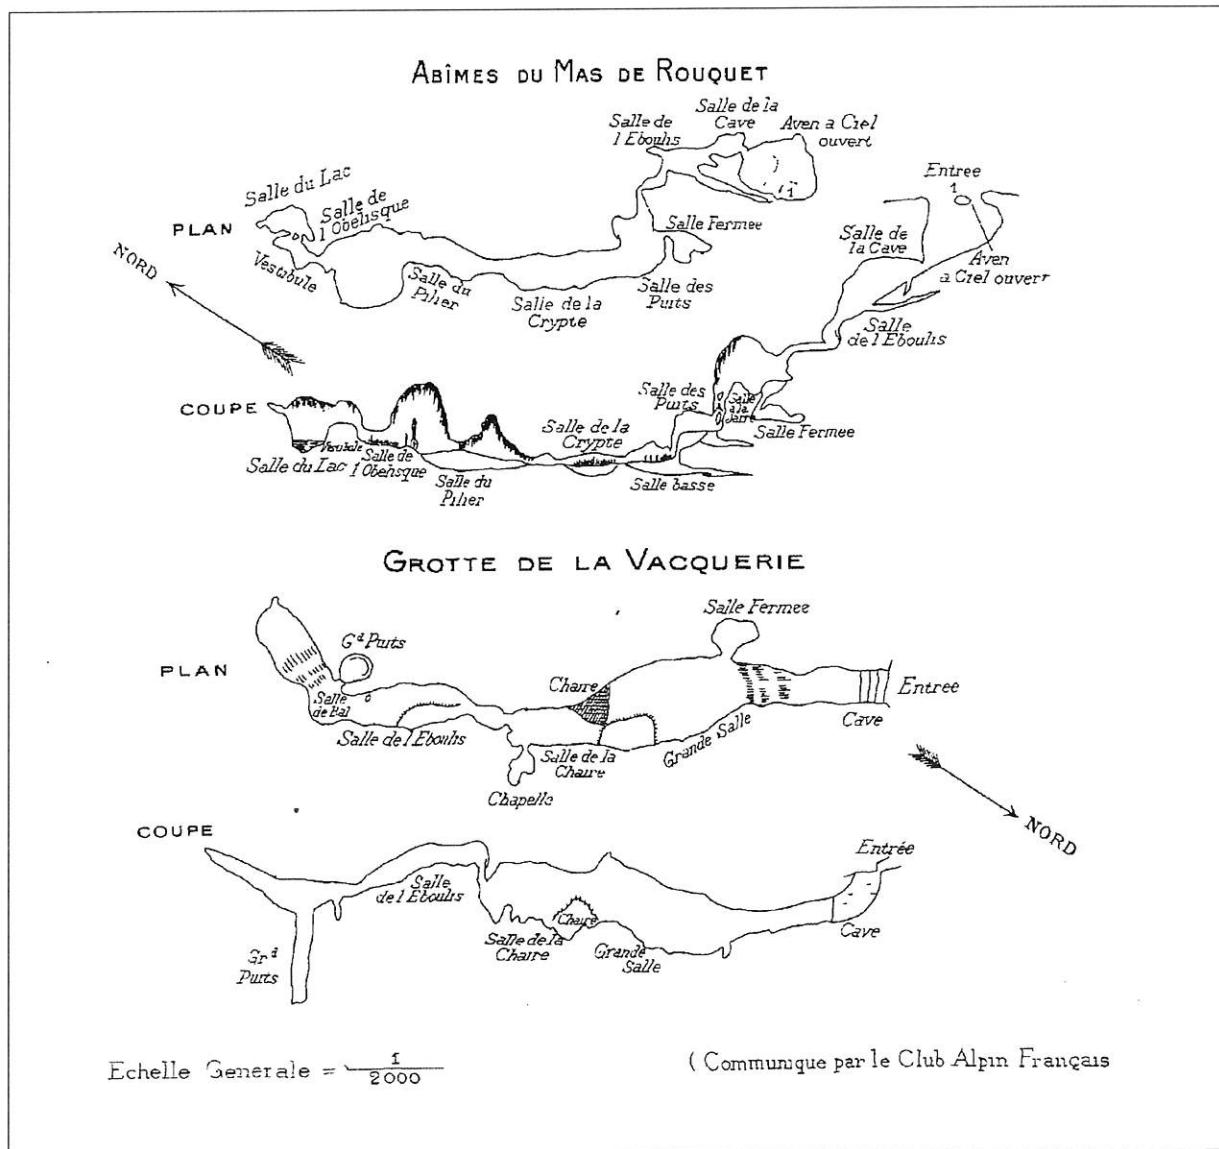 ABÎMES DU MAS DE ROUQUET
Salle de la
Cave
Salle de
l Eboulis
Aven a Ciel
ouvert
1
Entree
1
Salle du Lac
Salle de
l Obelisque
PLAN
Salle Fermee
Salle de
la Cave
NORD
Vestibule
Salle du
Pilier
Salle de la
Crypte
Salle des
Puits
Aven
a Ciel ouvert
Salle
de l Eboulis
COUPE
Salle des
Puits
Salle
a la
Jarre
Salle Fermee
Salle de la
Crypte
Vestibule
Salle du Lac
Salle de
l Obelisque
Salle du
Pilier
Salle basse
GROTTE DE LA VACQUERIE
Salle Fermee
Gd Puits
PLAN
Chaire
Entree
Salle
de Bal
Salle de l Eboulis
Salle de la
Chaire
Grande Salle
Cave
Chapelle
NORD
COUPE
Entrée
Salle
de l Eboulis
Chaire
Salle de la
Chaire
Grande
Salle
Cave
Grd
Puits
Echelle Generale = 1
2000
( Communique par le Club Alpin Français